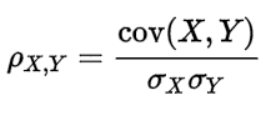 ρX,Y = cov(X, Y) / σXσY